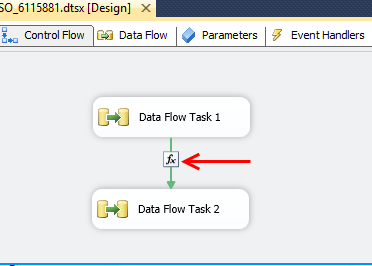 SO_6115881.dtsx [Design] X
Control Flow Data Flow Parameters Event Handlers
Data Flow Task 1
fx
Data Flow Task 2